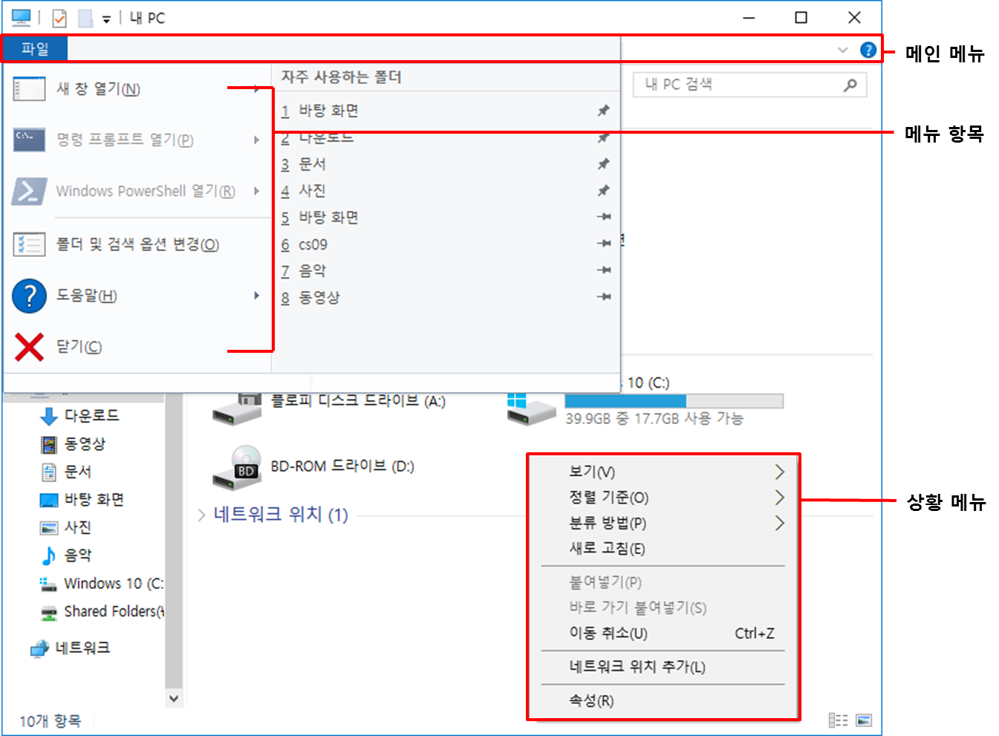 내 PC
파일
메인 메뉴
새 창 열기(N)
명령 프롬프트 열기(P)
Windows PowerShell 열기(R)
폴더 및 검색 옵션 변경(O)
도움말(H)
닫기(C)
자주 사용하는 폴더
1 바탕 화면
2 다운로드
3 문서
4 사진
5 바탕 화면
6 cs09
7 음악
8 동영상
내 PC 검색
메뉴 항목
다운로드
동영상
문서
바탕 화면
사진
음악
Windows 10 (C:
Shared Folders(
네트워크
플로피 디스크 드라이브 (A:)
10 (C:)
39.9GB 중 17.7GB 사용 가능
BD
BD-ROM 드라이브 (D:)
네트워크 위치 (1)
보기(V)
정렬 기준(O)
분류 방법(P)
새로 고침(E)
붙여넣기(P)
바로 가기 붙여넣기(S)
이동 취소(U) Ctrl+Z
네트워크 위치 추가(L)
속성(R)
상황 메뉴
10개 항목